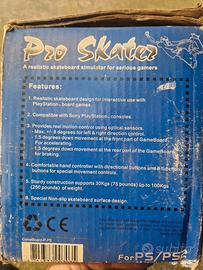 Pro Skater
A realistic skateboard simulator for serious gamers
Features:
1. Realistic skateboard design for interactive use with
PlayStation- board games.
2. Compatible with Sony PlayStation- consoles.
3. Provides real motion control using optical sensors.
- Max. +/- 8 degrees for left & right direction control.
- 1.5 degrees down movement at the front of GameBoard
For accelerating.
- 1.5 degrees down movement at the rear part of the GameBoard
for braking.
4. Comfortable hand controller with directional buttons and
buttons for special movement controls.
5. Sturdy construction supports 30Kgs (75 pounds) up to 100Kgs
(250 pounds) of weight.
6. Special Non-slip skateboard surface design.
CE
GameBoard P-PS
For PS/PS
subito